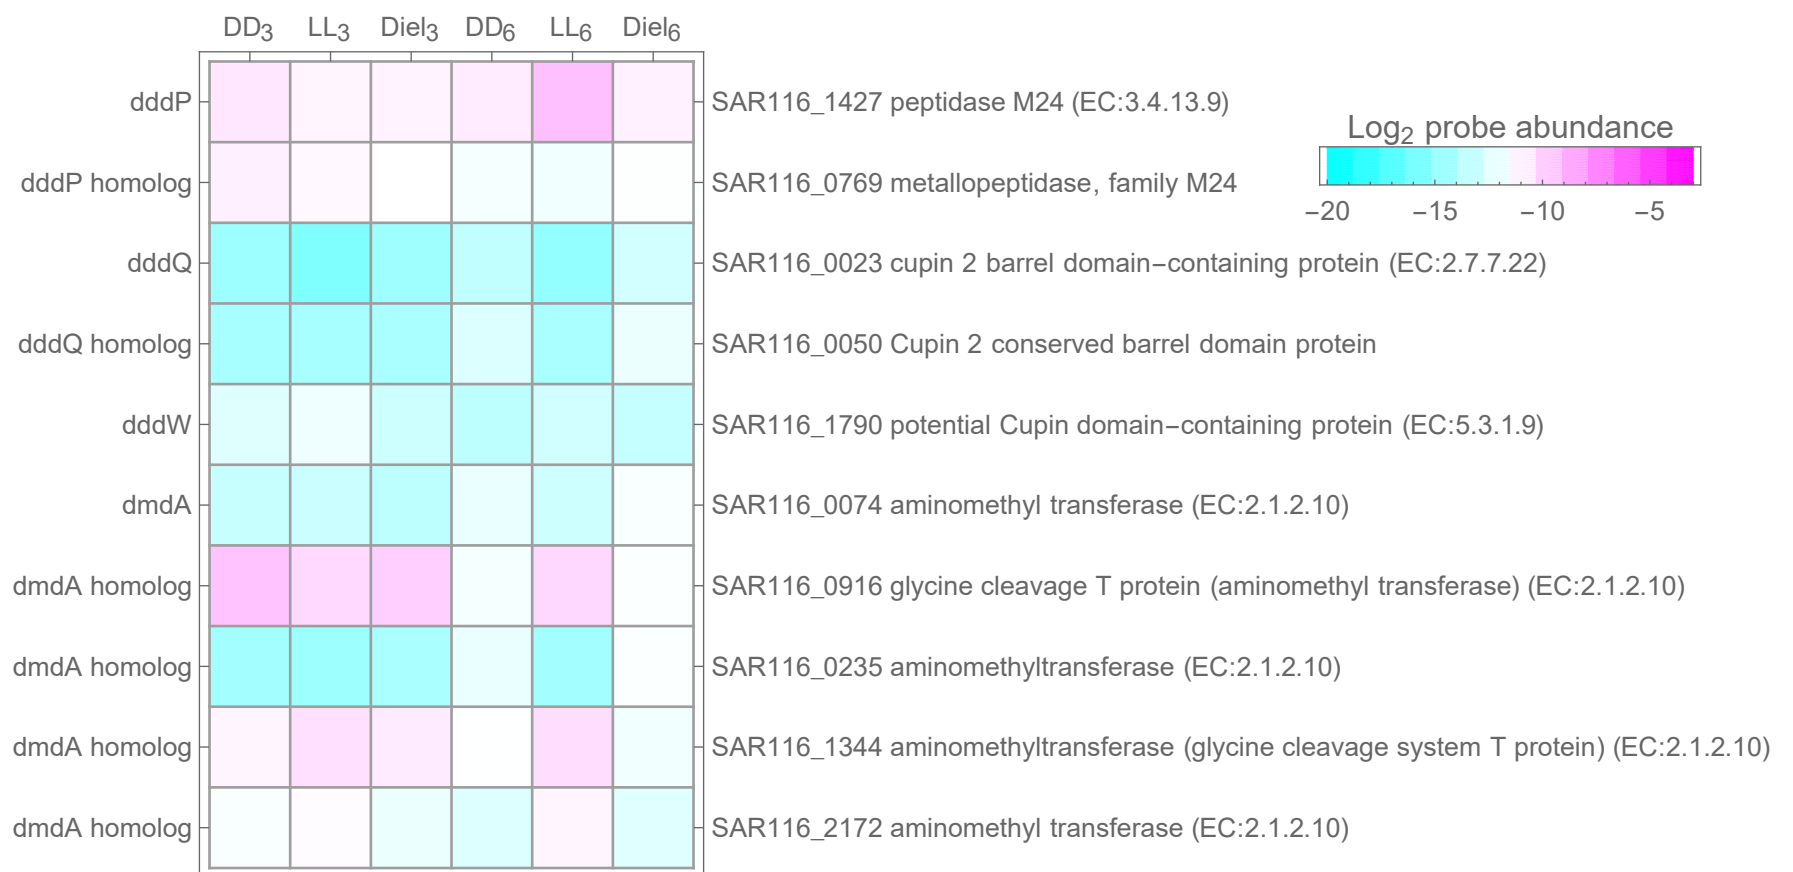 DD3 LL3 Diel3 DD6 LL6 Diel6
dddP SAR116_1427 peptidase M24 (EC:3.4.13.9)
Log2 probe abundance
−20 −15 −10 −5
dddP homolog SAR116_0769 metallopeptidase, family M24
dddQ SAR116_0023 cupin 2 barrel domain−containing protein (EC:2.7.7.22)
dddQ homolog SAR116_0050 Cupin 2 conserved barrel domain protein
dddW SAR116_1790 potential Cupin domain−containing protein (EC:5.3.1.9)
dmdA SAR116_0074 aminomethyl transferase (EC:2.1.2.10)
dmdA homolog SAR116_0916 glycine cleavage T protein (aminomethyl transferase) (EC:2.1.2.10)
dmdA homolog SAR116_0235 aminomethyltransferase (EC:2.1.2.10)
dmdA homolog SAR116_1344 aminomethyltransferase (glycine cleavage system T protein) (EC:2.1.2.10)
dmdA homolog SAR116_2172 aminomethyl transferase (EC:2.1.2.10)